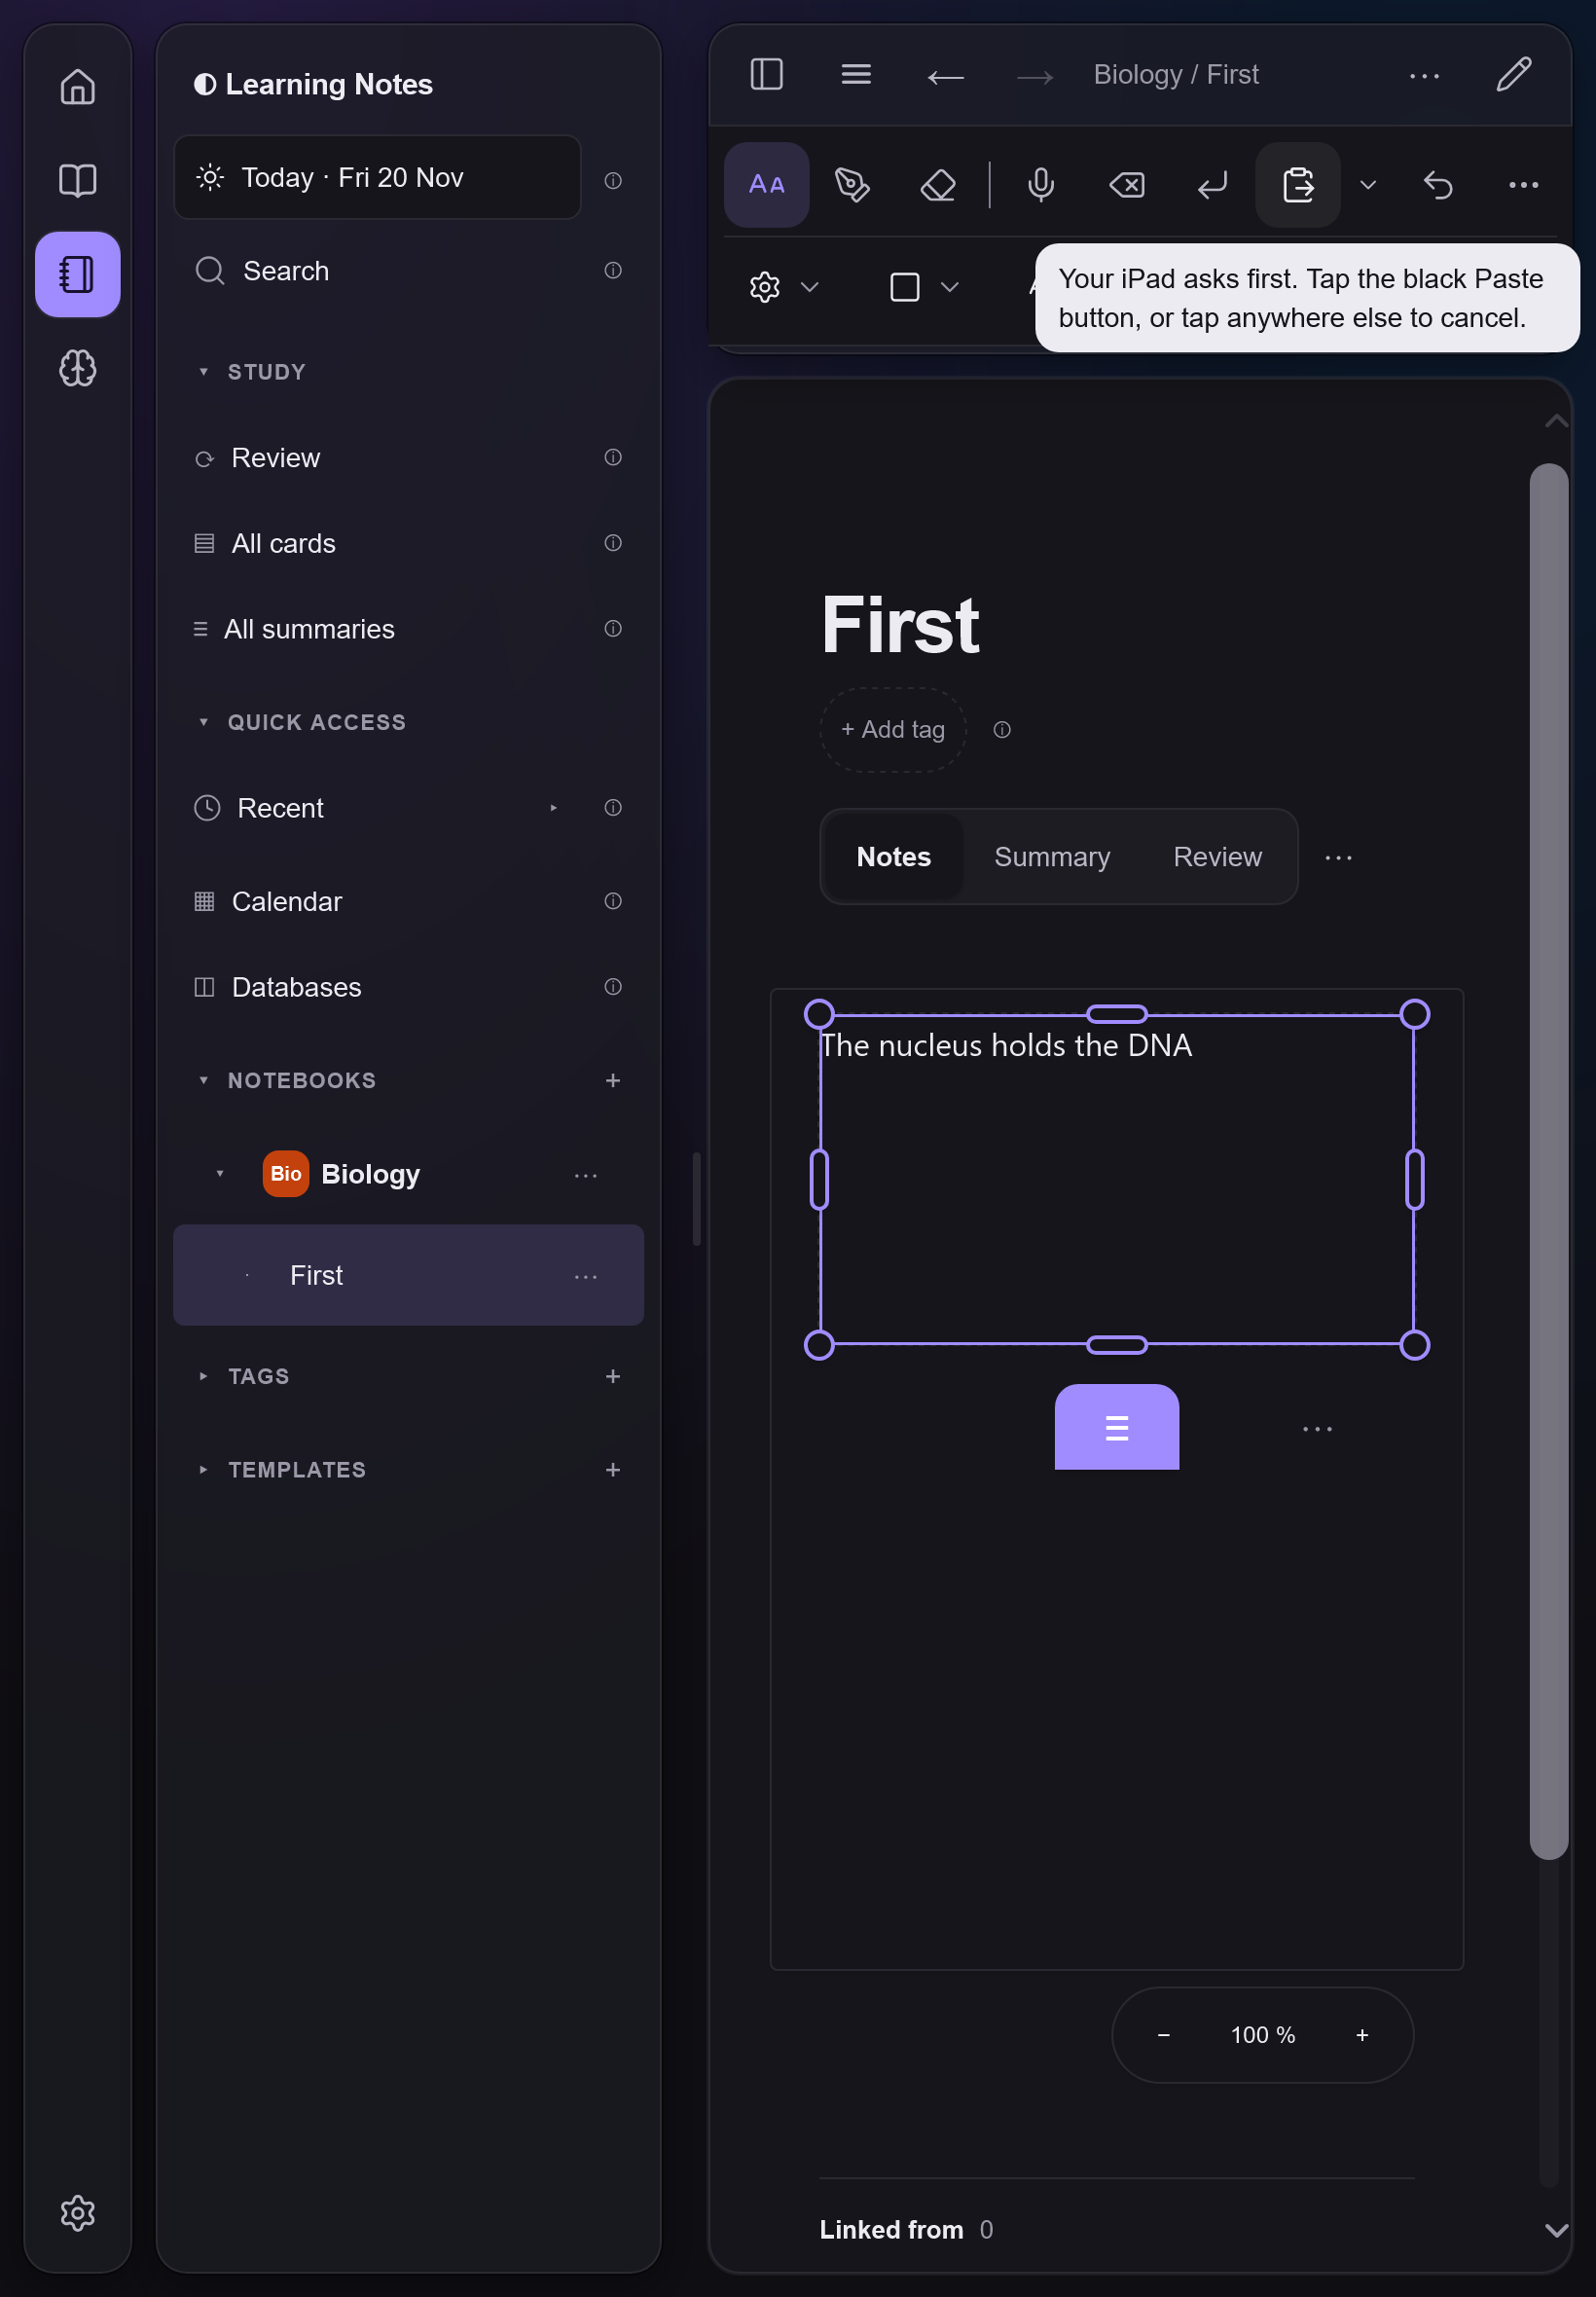 Learning Notes
Today · Fri 20 Nov
Search
STUDY
Review
All cards
All summaries
QUICK ACCESS
Recent
Calendar
Databases
NOTEBOOKS
Bio Biology
First
TAGS
TEMPLATES
Biology / First
AA
Your iPad asks first. Tap the black Paste
button, or tap anywhere else to cancel.
First
+ Add tag
Notes Summary Review
The nucleus holds the DNA
− 100 % +
Linked from 0